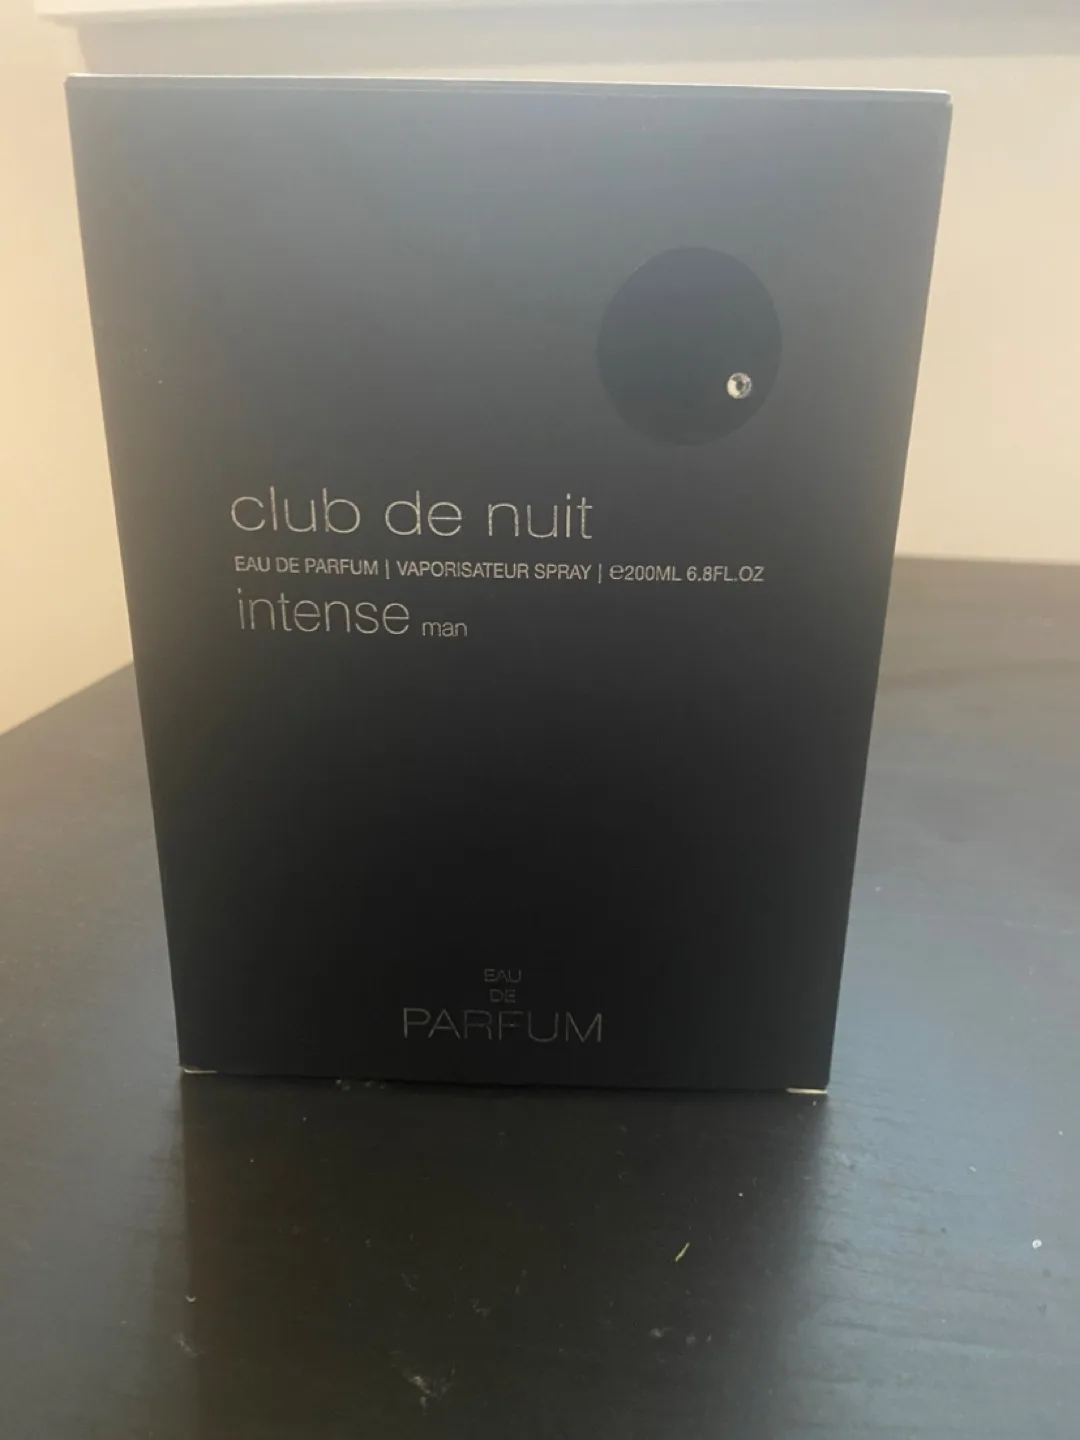 club de nuit
EAU DE PARFUM | VAPORISATEUR SPRAY | ℮200ML 6.8FL.OZ
intense man
EAU
DE
PARFUM